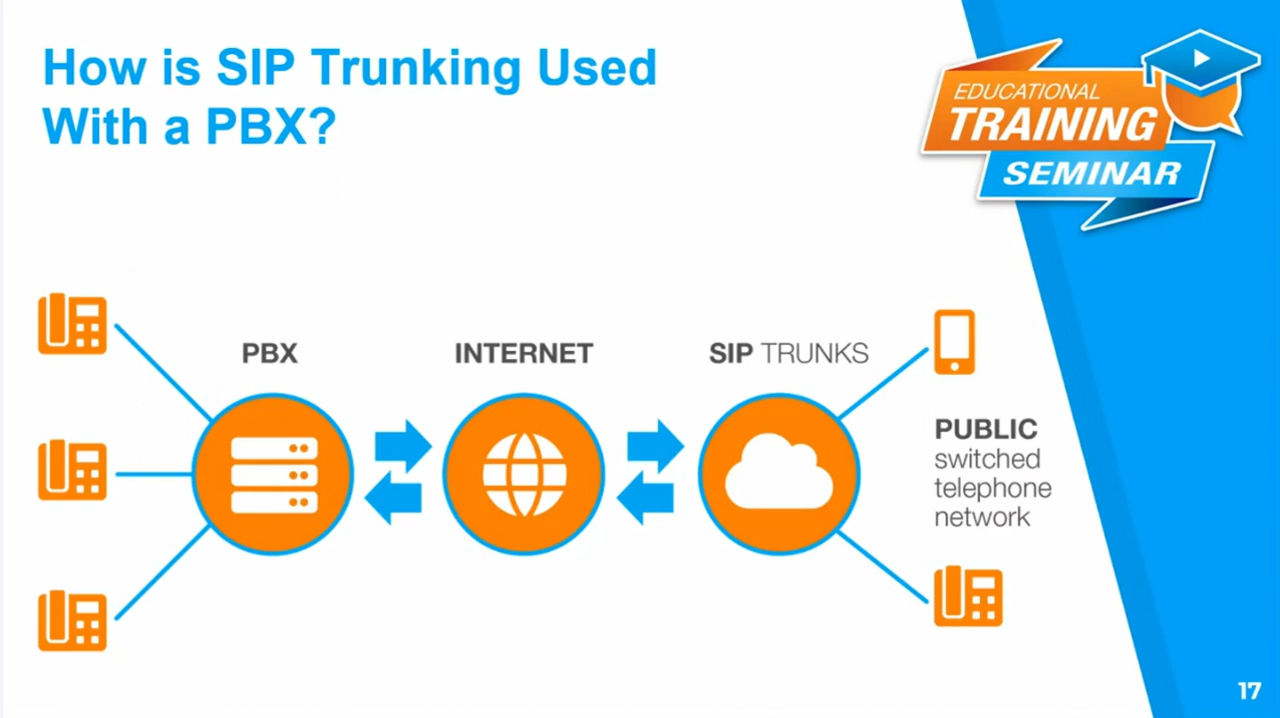 How is SIP Trunking Used
With a PBX?
EDUCATIONAL
TRAINING
SEMINAR
PBX
INTERNET
SIP TRUNKS
PUBLIC
switched
telephone
network
17